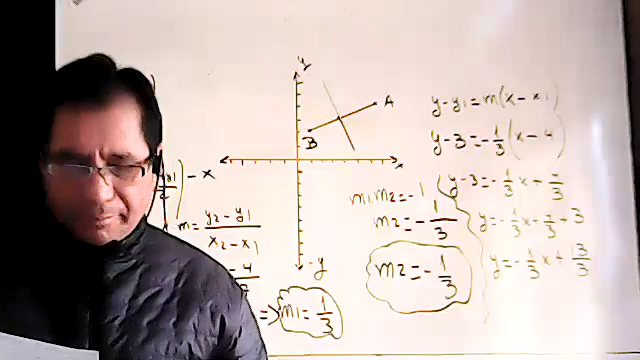 y
A
B
x
-x
-y
m = y2 - y1 / x2 - x1
=> m1 = 1/3
m1 m2 = -1
m2 = -1/3
m2 = -1/3
y - y1 = m(x - x1)
y - 3 = -1/3 (x - 4)
y - 3 = -1/3 x + 4/3
y = -1/3 x + 4/3 + 3
y = -1/3 x + 13/3